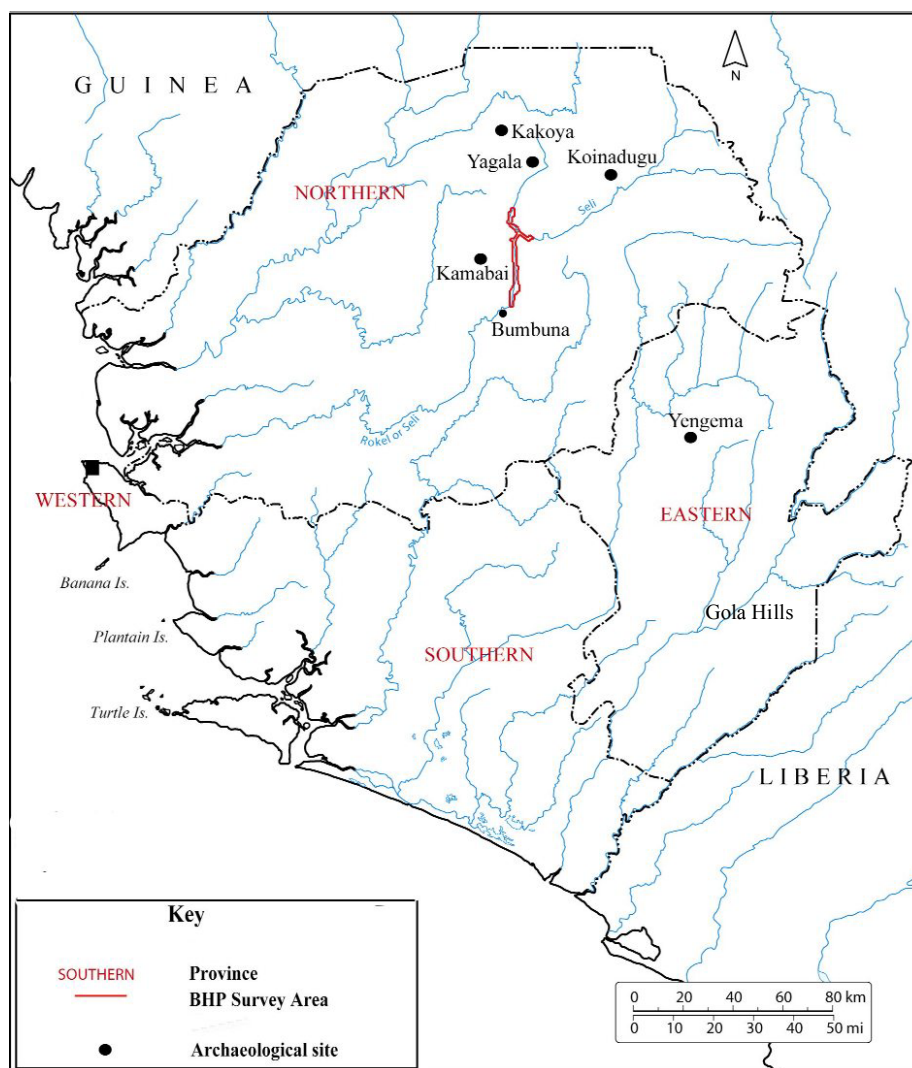 GUINEA
N
Kakoya
Yagala
Koinadugu
NORTHERN
Seli
Kamabai
Bumbuna
Rokel or Seli
Yengema
WESTERN
EASTERN
Banana Is.
Gola Hills
Plantain Is.
SOUTHERN
Turtle Is.
LIBERIA
Key
SOUTHERN Province
BHP Survey Area
Archaeological site
0 20 40 60 80 km
0 10 20 30 40 50 mi